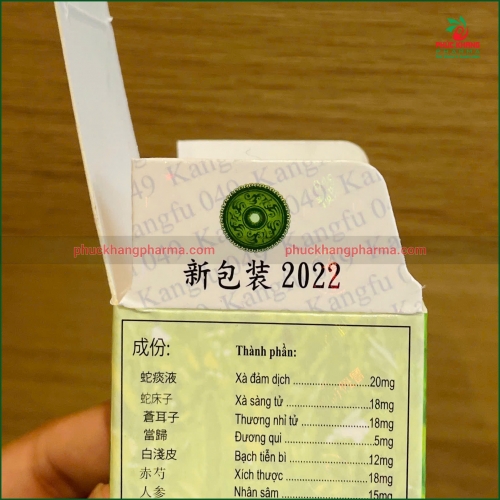 049 Kangfu 049 Kangfu
新包装 2022
phuckhangpharma.com phuckhangpharma.com
成份: Thành phần:
蛇痰液 Xà đảm dịch ........................20mg
蛇床子 Xà sàng tử ........................18mg
蒼耳子 Thương nhĩ tử ........................18mg
當歸 Đương qui ........................5mg
白淺皮 Bạch tiễn bì ........................12mg
赤芍 Xích thược ........................18mg
人参 Nhân sâm ........................15mg